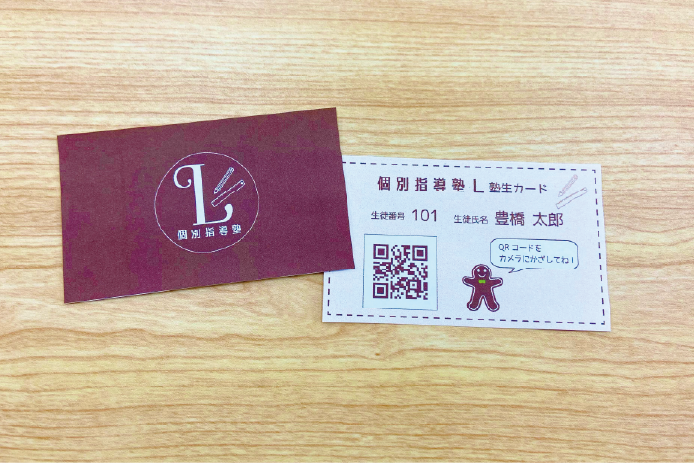 L
個別指導塾
個別指導塾 L 塾生カード
生徒番号 101 生徒氏名 豊橋 太郎
QRコードを
カメラにかざしてね！